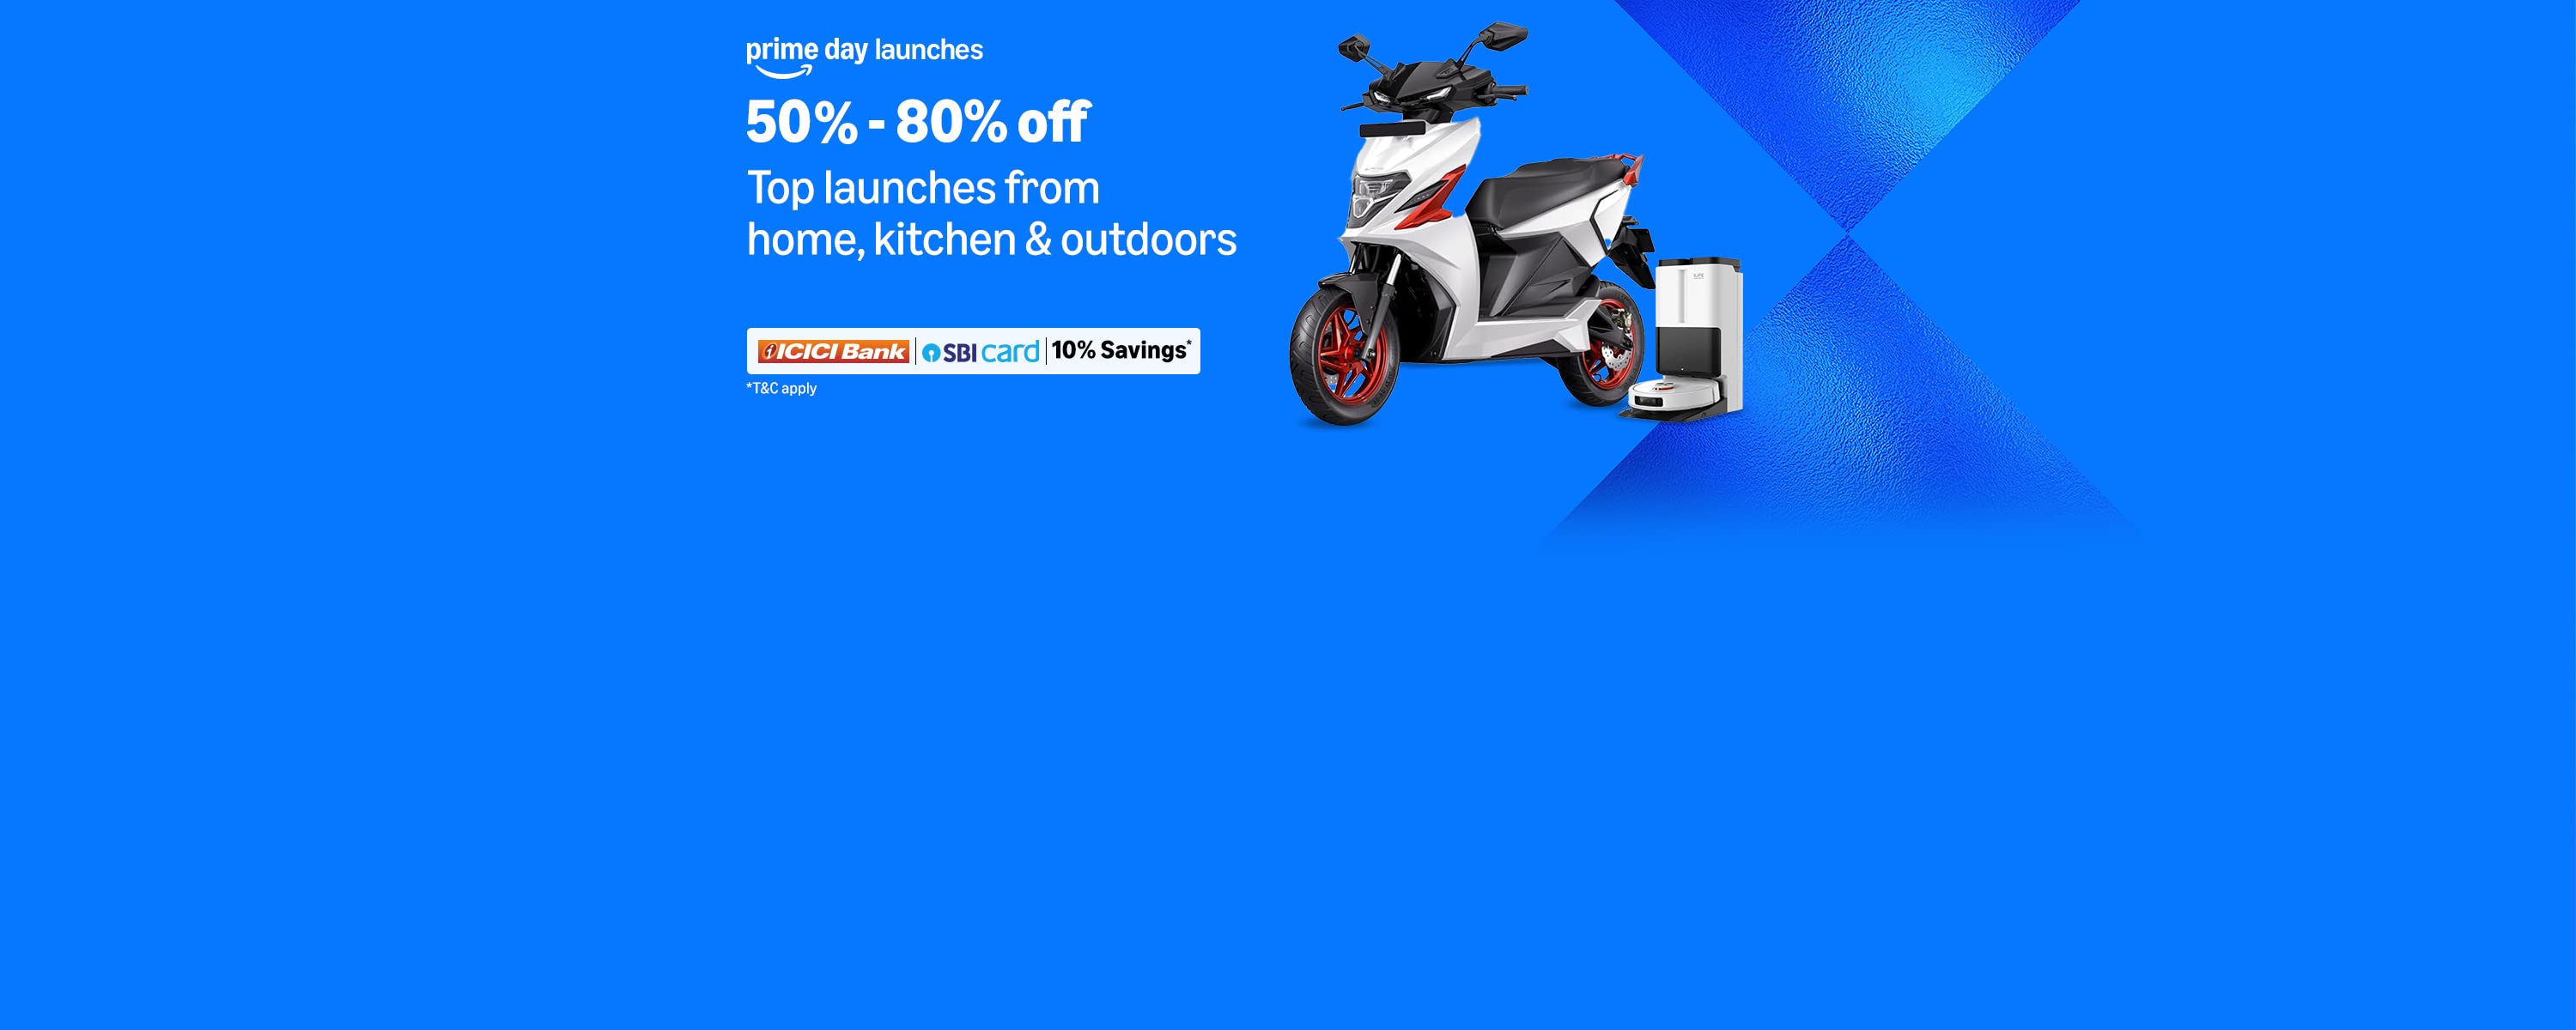 prime day launches
50% - 80% off
Top launches from
home, kitchen & outdoors
ICICI Bank SBI card 10% Savings*
*T&C apply
ILIFE